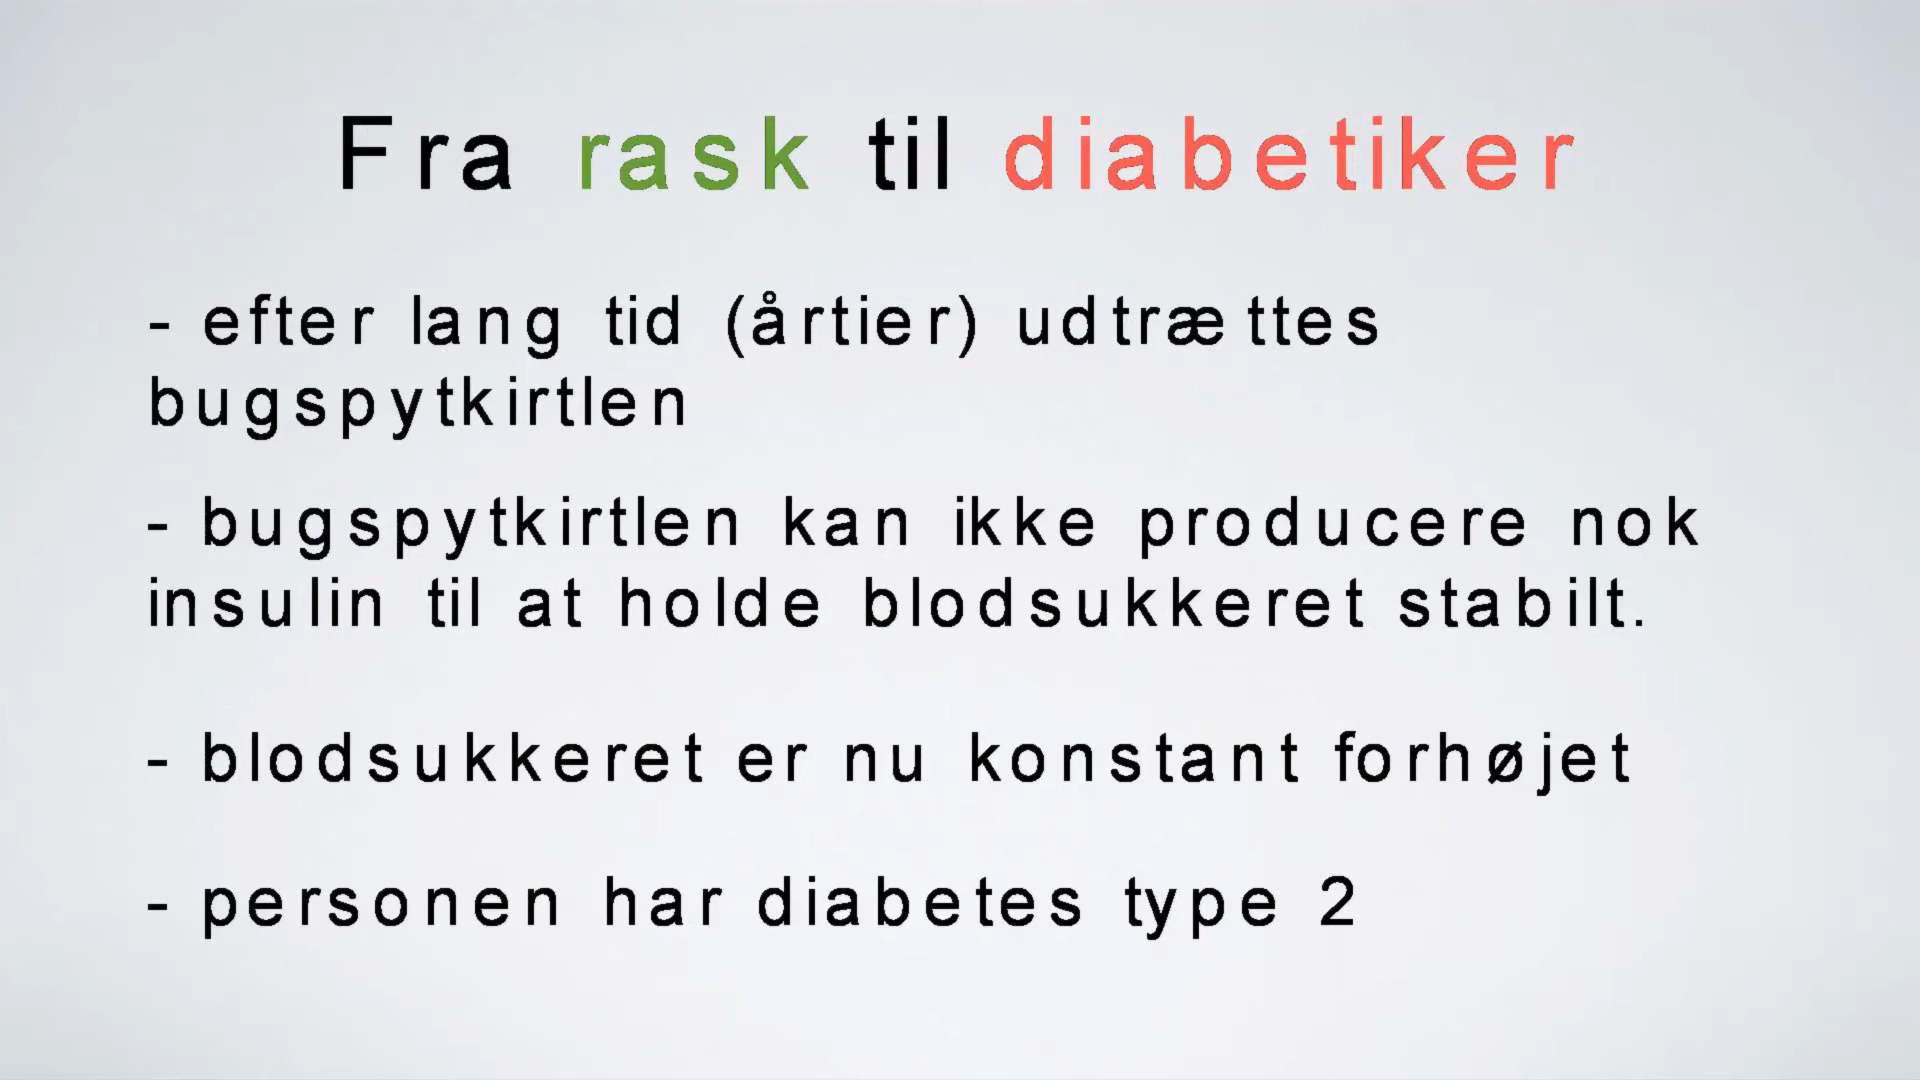 Fra rask til diabetiker
- efter lang tid (årtier) udtrættes
bugspytkirtlen
- bugspytkirtlen kan ikke producere nok
insulin til at holde blodsukkeret stabilt.
- blodsukkeret er nu konstant forhøjet
- personen har diabetes type 2